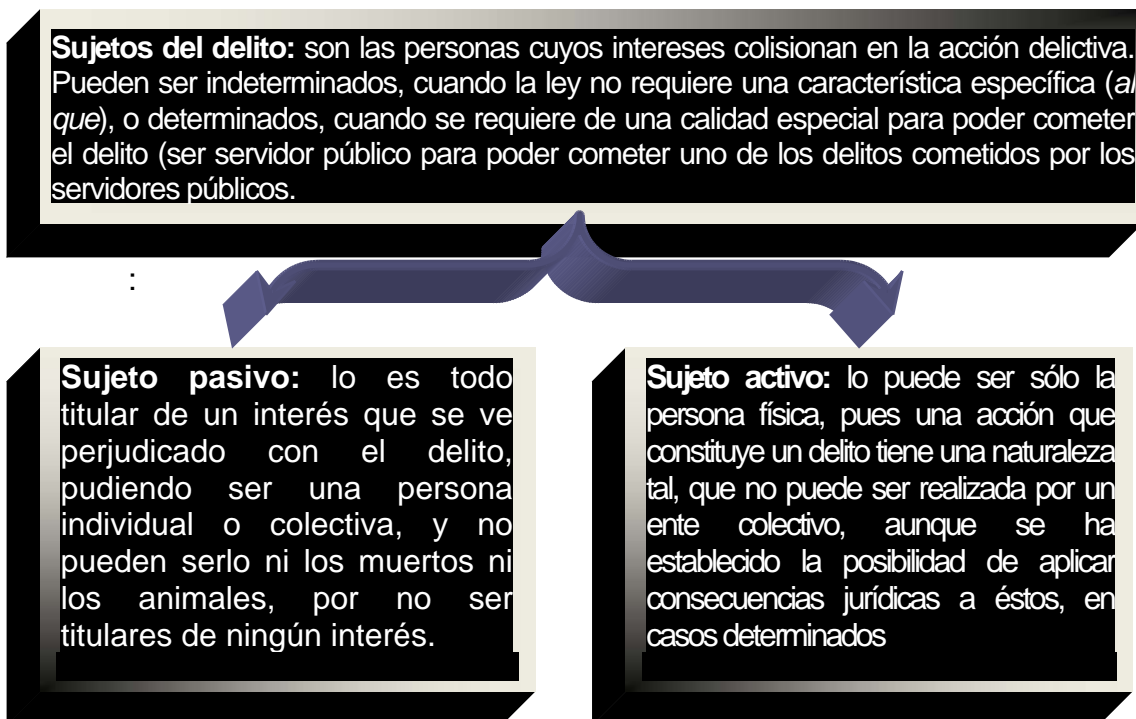 Sujetos del delito: son las personas cuyos intereses colisionan en la acción delictiva.
Pueden ser indeterminados, cuando la ley no requiere una característica específica (al
que), o determinados, cuando se requiere de una calidad especial para poder cometer
el delito (ser servidor público para poder cometer uno de los delitos cometidos por los
servidores públicos.
:
Sujeto pasivo: lo es todo
titular de un interés que se ve
perjudicado con el delito,
pudiendo ser una persona
individual o colectiva, y no
pueden serlo ni los muertos ni
los animales, por no ser
titulares de ningún interés.
Sujeto activo: lo puede ser sólo la
persona física, pues una acción que
constituye un delito tiene una naturaleza
tal, que no puede ser realizada por un
ente colectivo, aunque se ha
establecido la posibilidad de aplicar
consecuencias jurídicas a éstos, en
casos determinados